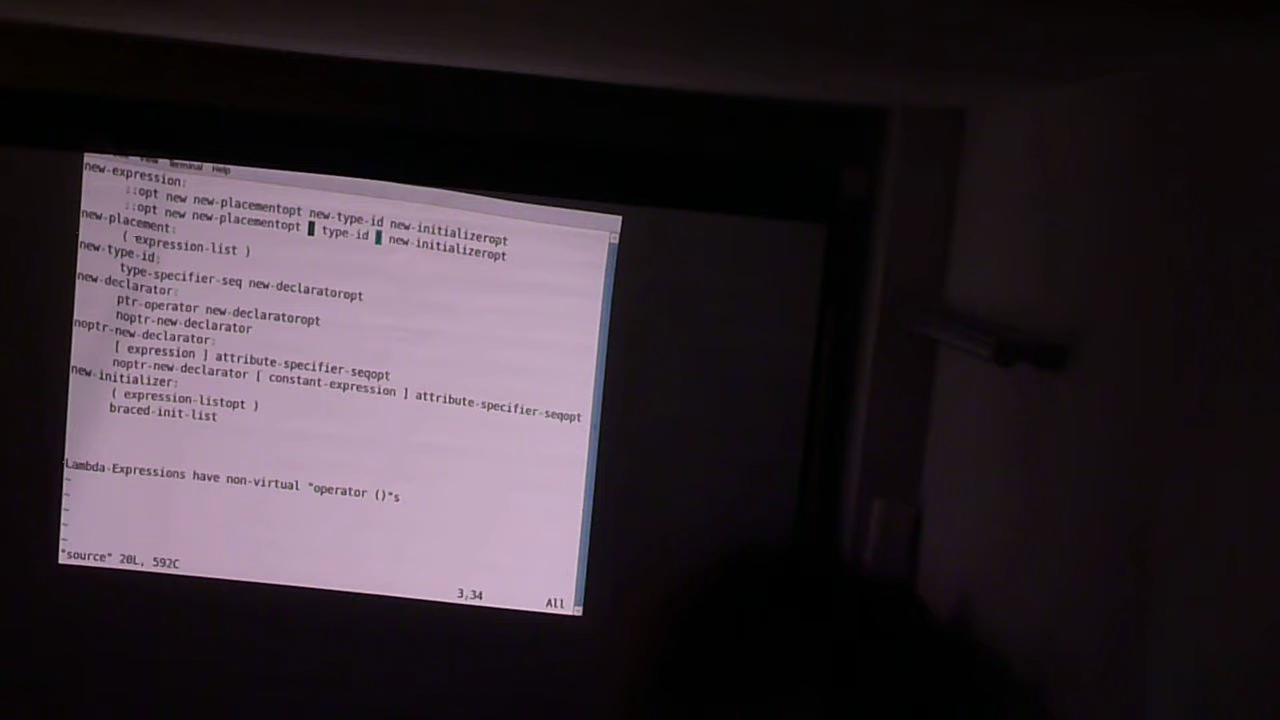 View Terminal Help
new-expression:
::opt new new-placementopt new-type-id new-initializeropt
::opt new new-placementopt ( type-id ) new-initializeropt
new-placement:
( expression-list )
new-type-id:
type-specifier-seq new-declaratoropt
new-declarator:
ptr-operator new-declaratoropt
noptr-new-declarator
noptr-new-declarator:
[ expression ] attribute-specifier-seqopt
noptr-new-declarator [ constant-expression ] attribute-specifier-seqopt
new-initializer:
( expression-listopt )
braced-init-list
Lambda-Expressions have non-virtual "operator ()"s
~
~
~
~
~
"source" 20L, 592C
3,34 All